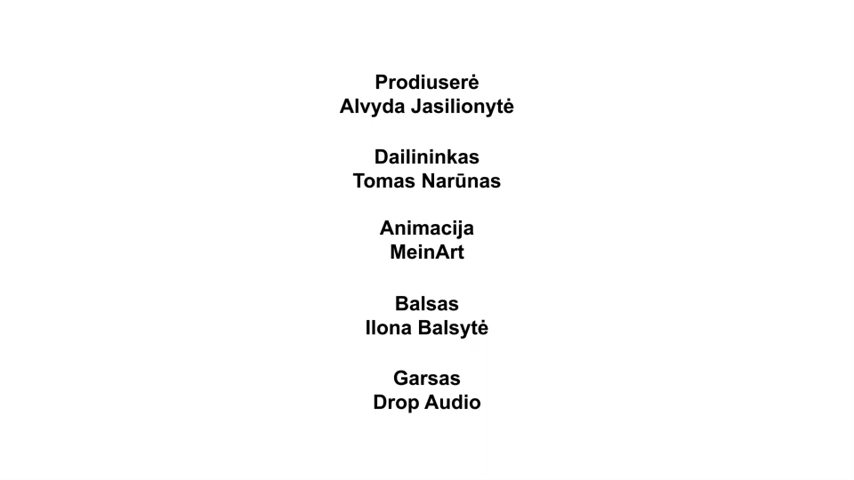 Prodiuserė
Alvyda Jasilionytė
Dailininkas
Tomas Narūnas
Animacija
MeinArt
Balsas
Ilona Balsytė
Garsas
Drop Audio